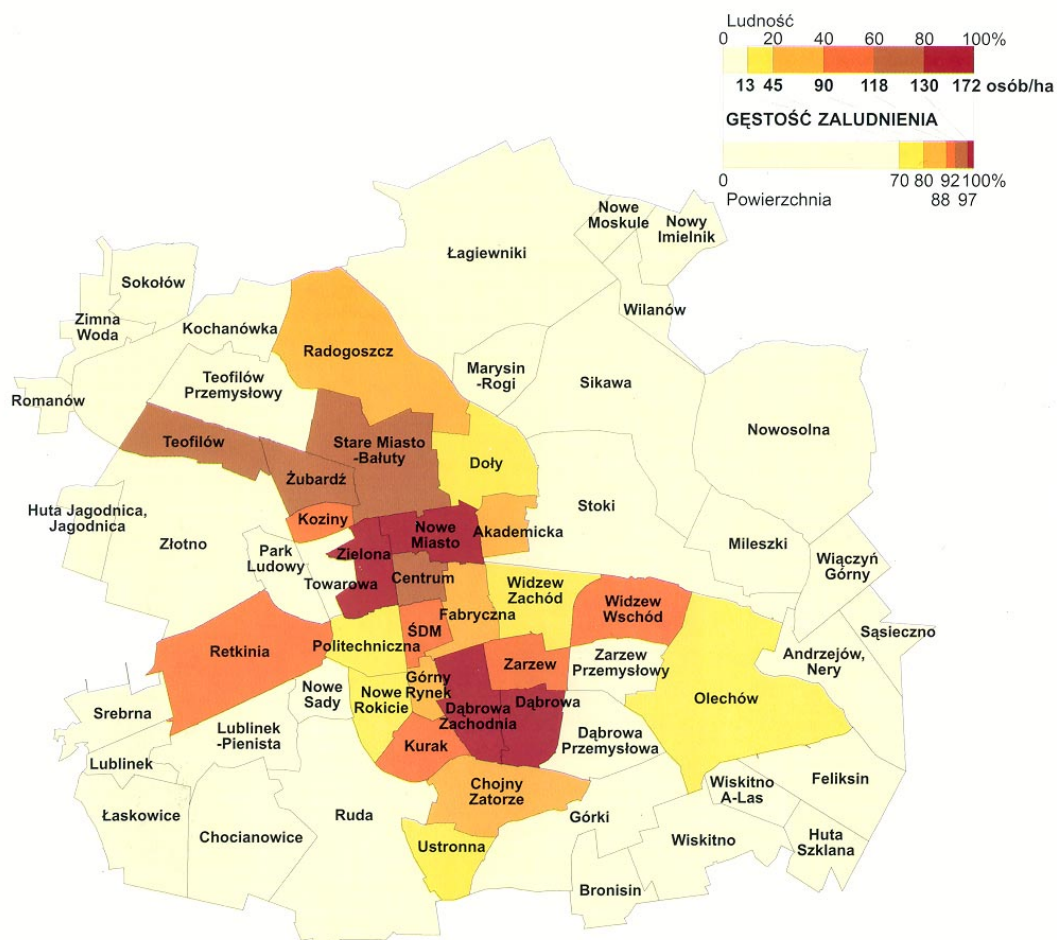 Ludność
0 20 40 60 80 100%
13 45 90 118 130 172 osób/ha
GĘSTOŚĆ ZALUDNIENIA
0 70 80 92 100%
Powierzchnia 88 97
Nowe
Moskule
Nowy
Imielnik
Łagiewniki
Sokołów
Wilanów
Zimna
Woda
Kochanówka
Radogoszcz
Marysin
-Rogi
Sikawa
Teofilów
Przemysłowy
Romanów
Nowosolna
Teofilów
Stare Miasto
-Bałuty
Doły
Żubardź
Huta Jagodnica,
Jagodnica
Koziny
Stoki
Nowe
Miasto
Akademicka
Złotno
Park
Ludowy
Zielona
Mileszki
Wiączyń
Górny
Towarowa
Centrum
Widzew
Zachód
Fabryczna
Widzew
Wschód
Sąsieczno
ŚDM
Politechniczna
Retkinia
Zarzew
Zarzew
Przemysłowy
Andrzejów,
Nery
Górny
Rynek
Nowe
Sady
Nowe
Rokicie
Dąbrowa
Zachodnia
Dąbrowa
Olechów
Srebrna
Lublinek
-Pienista
Dąbrowa
Przemysłowa
Kurak
Lublinek
Feliksin
Wiskitno
A-Las
Chojny
Zatorze
Łaskowice
Ruda
Górki
Chocianowice
Wiskitno
Huta
Szklana
Ustronna
Bronisin